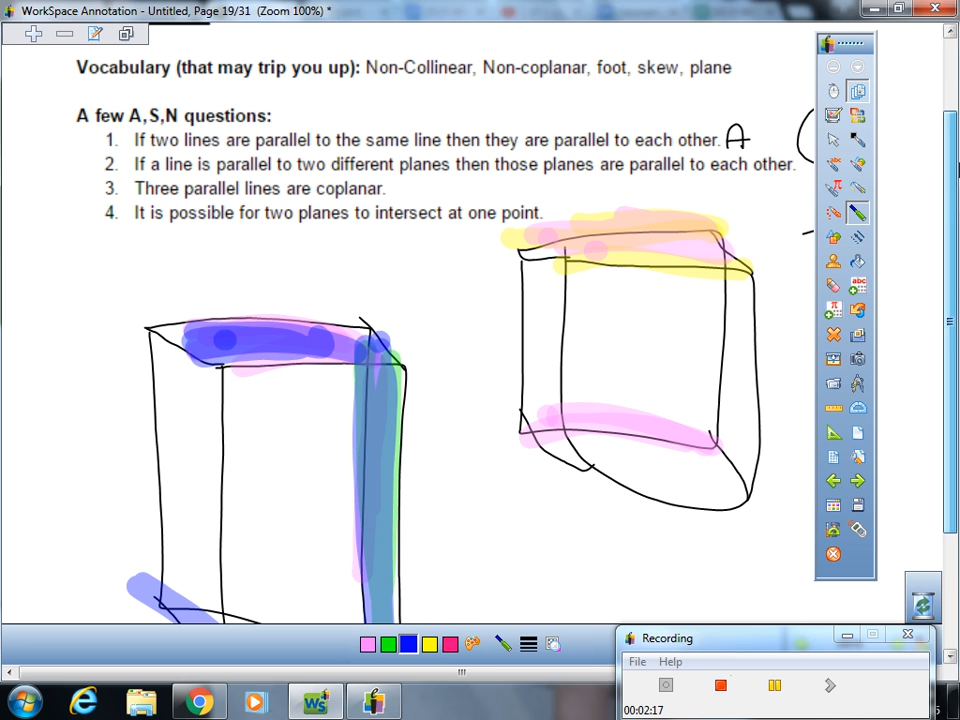 WorkSpace Annotation - Untitled, Page 19/31 (Zoom 100%) *
Vocabulary (that may trip you up): Non-Collinear, Non-coplanar, foot, skew, plane
A few A,S,N questions:
1. If two lines are parallel to the same line then they are parallel to each other. A
2. If a line is parallel to two different planes then those planes are parallel to each other.
3. Three parallel lines are coplanar.
4. It is possible for two planes to intersect at one point.
Recording
File Help
00:02:17